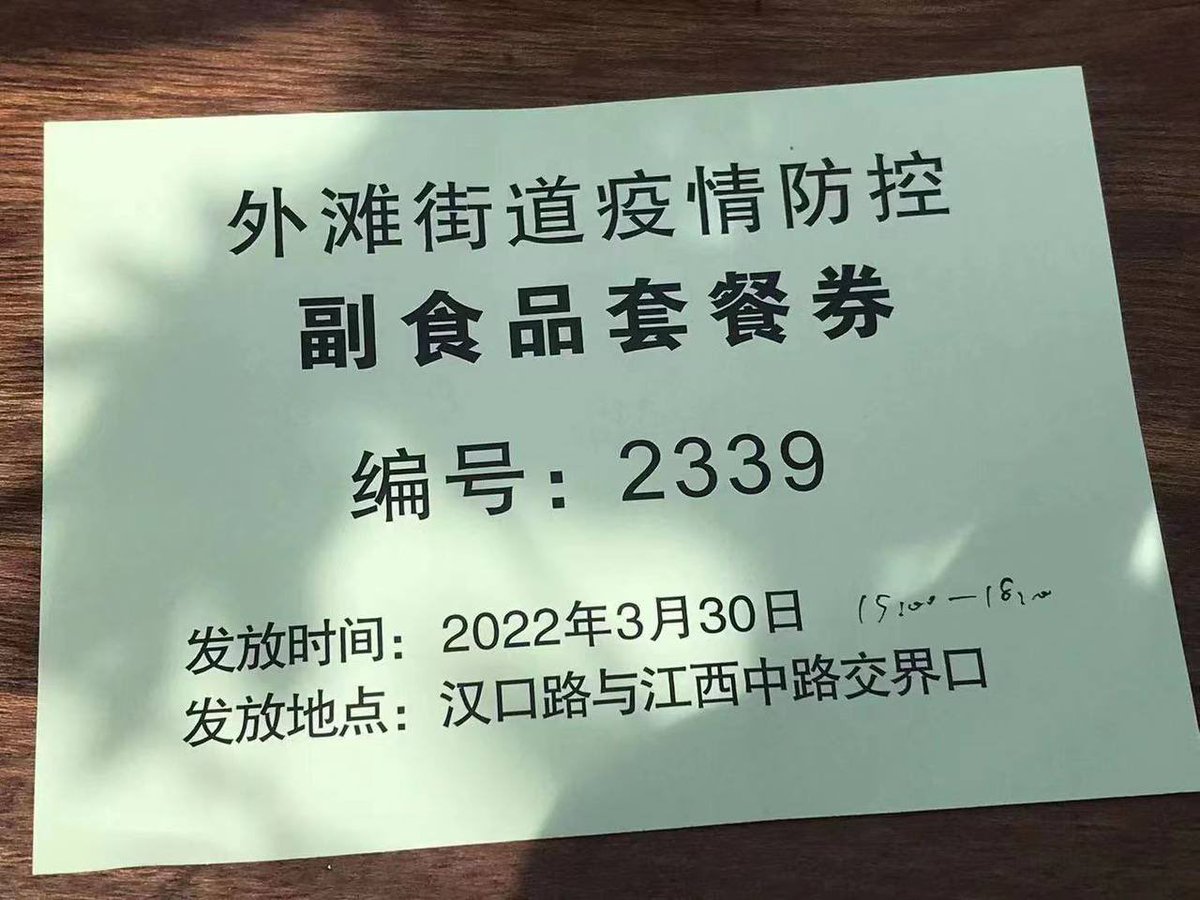 外滩街道疫情防控
副食品套餐券
编号：2339
发放时间：2022年3月30日 15:00—18:00
发放地点：汉口路与江西中路交界口